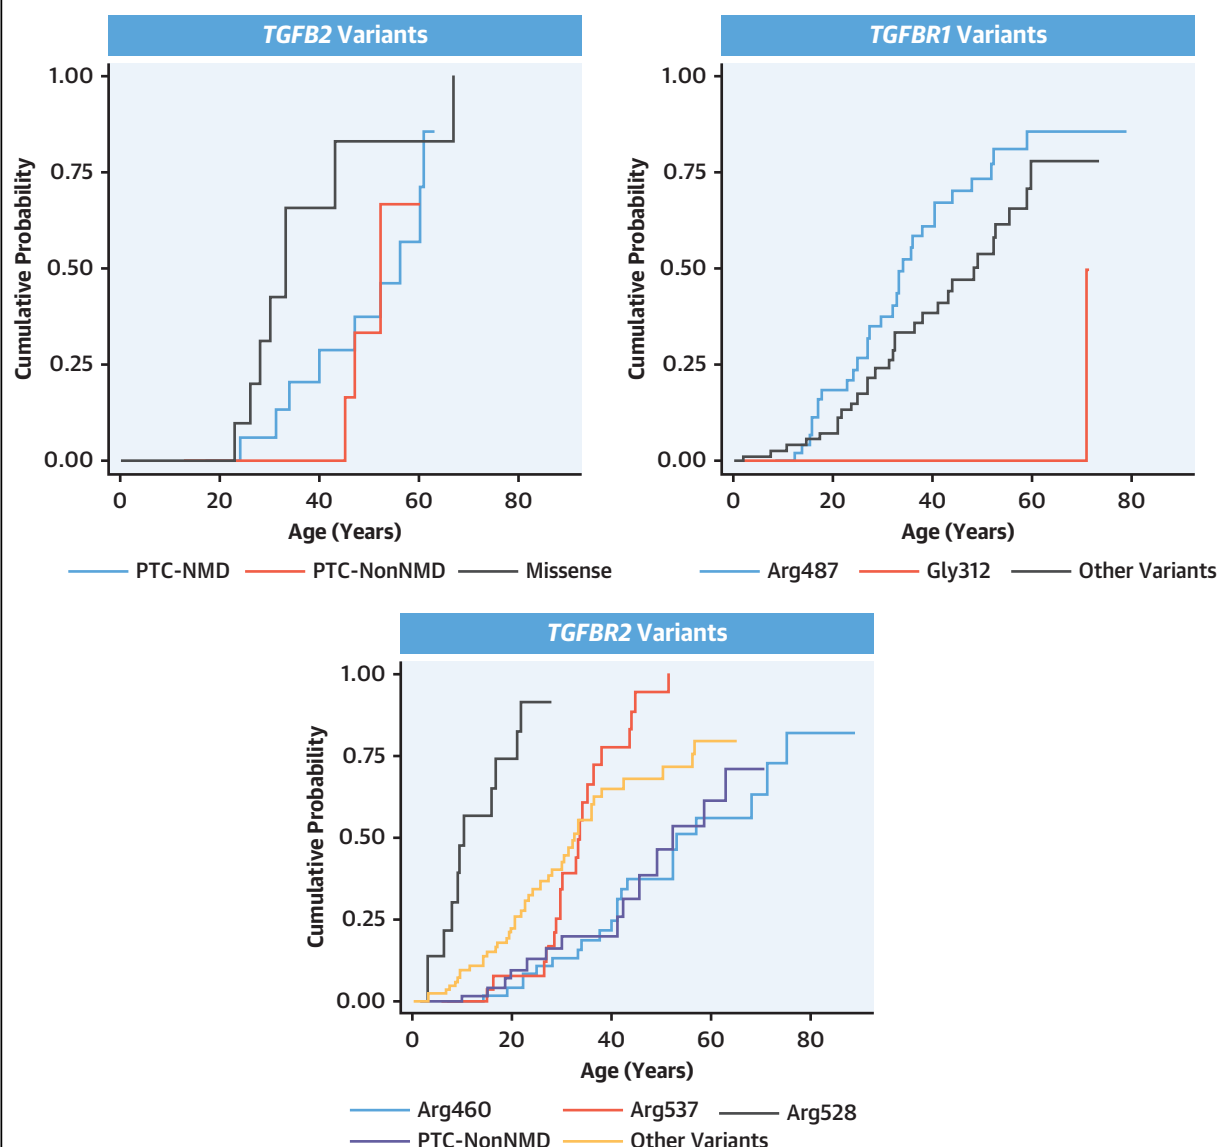 TGFB2 Variants
TGFBR1 Variants
Cumulative Probability
1.00
0.75
0.50
0.25
0.00
0 20 40 60 80
Age (Years)
PTC-NMD PTC-NonNMD Missense
Cumulative Probability
1.00
0.75
0.50
0.25
0.00
0 20 40 60 80
Age (Years)
Arg487 Gly312 Other Variants
TGFBR2 Variants
Cumulative Probability
1.00
0.75
0.50
0.25
0.00
0 20 40 60 80
Age (Years)
Arg460 Arg537 Arg528
PTC-NonNMD Other Variants